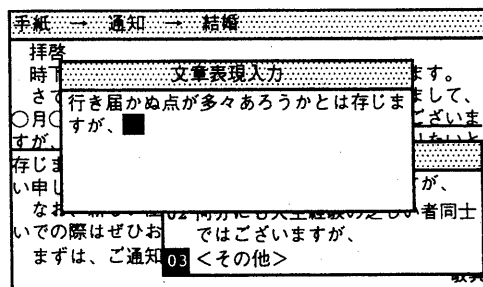 手紙 → 通知 → 結婚
拝啓
時下
ます。
さて
まして、
○月○
ございま
すが、
文章表現入力
行き届かぬ点が多々あろうかとは存じま
すが、
存じま
い申し
が、
なお、新しい
02 何分にも人生経験の乏しい者同士
いでの際はぜひお
ではございますが、
まずは、ご通知
03 <その他>